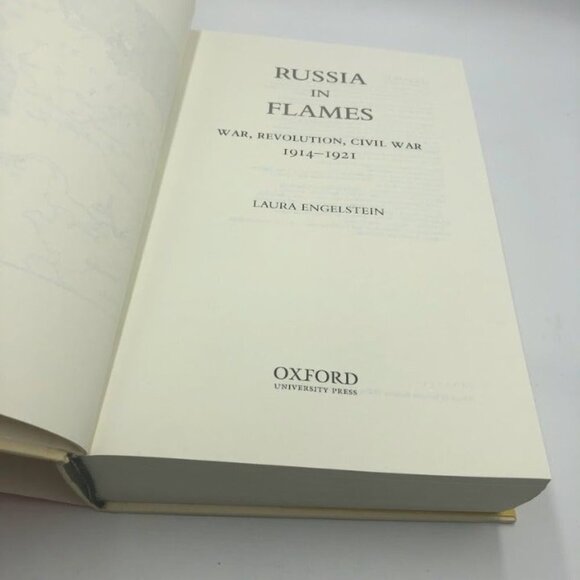 RUSSIA
IN
FLAMES
WAR, REVOLUTION, CIVIL WAR
1914–1921
LAURA ENGELSTEIN
OXFORD
UNIVERSITY PRESS